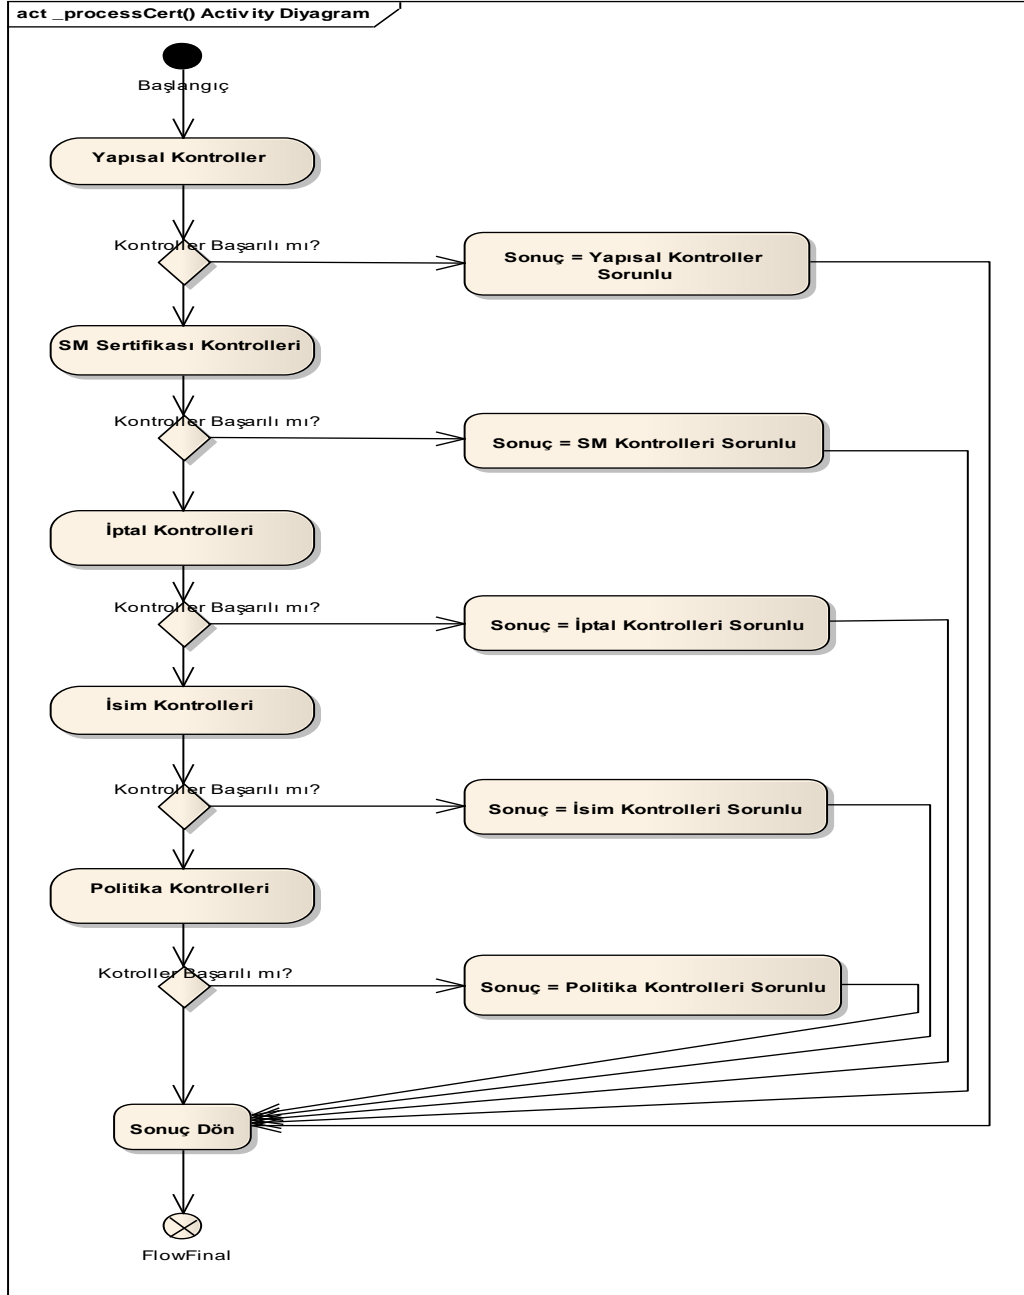 act _processCert() Activity Diyagram
Başlangıç
Yapısal Kontroller
Kontroller Başarılı mı?
Sonuç = Yapısal Kontroller
Sorunlu
SM Sertifikası Kontrolleri
Kontroller Başarılı mı?
Sonuç = SM Kontrolleri Sorunlu
İptal Kontrolleri
Kontroller Başarılı mı?
Sonuç = İptal Kontrolleri Sorunlu
İsim Kontrolleri
Kontroller Başarılı mı?
Sonuç = İsim Kontrolleri Sorunlu
Politika Kontrolleri
Kotroller Başarılı mı?
Sonuç = Politika Kontrolleri Sorunlu
Sonuç Dön
FlowFinal